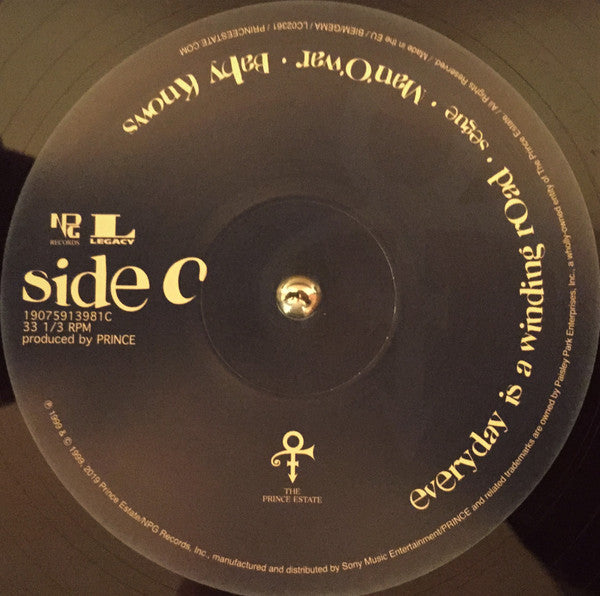 NPG
RECORDS
LEGACY
side c
19075913981C
33 1/3 RPM
produced by PRINCE
everyday is a winding rOad • segue • Man'O'war • Baby Knows
THE
PRINCE ESTATE
℗ 1999 & © 1999, 2019 Prince Estate/NPG Records, Inc., manufactured and distributed by Sony Music Entertainment/PRINCE and related trademarks are owned by Paisley Park Enterprises, Inc., a wholly-owned entity of The Prince Estate. / All Rights Reserved. / Made in the EU / BIEM/GEMA / LC02361 / PRINCEESTATE.COM